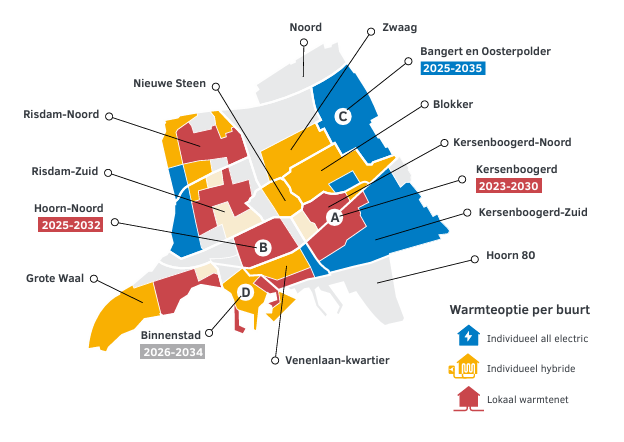 Noord
Zwaag
Bangert en Oosterpolder
2025-2035
Nieuwe Steen
Blokker
Risdam-Noord
C
Kersenboogerd-Noord
Risdam-Zuid
Kersenboogerd
2023-2030
Hoorn-Noord
2025-2032
A
Kersenboogerd-Zuid
B
Hoorn 80
Grote Waal
D
Binnenstad
2026-2034
Venenlaan-kwartier
Warmteoptie per buurt
Individueel all electric
Individueel hybride
Lokaal warmtenet